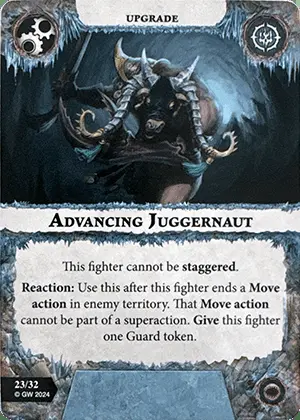 UPGRADE
ADVANCING JUGGERNAUT
This fighter cannot be staggered.
Reaction: Use this after this fighter ends a Move
action in enemy territory. That Move action
cannot be part of a superaction. Give this fighter
one Guard token.
23/32
© GW 2024